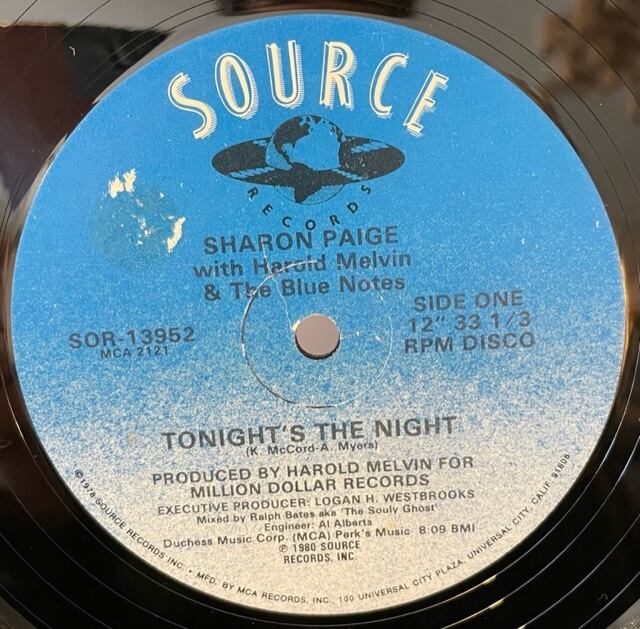 SOURCE
RECORDS
SHARON PAIGE
with Harold Melvin
& The Blue Notes
SOR-13952
MCA 2121
SIDE ONE
12" 33 1/3
RPM DISCO
TONIGHT'S THE NIGHT
(K. McCord-A. Myers)
PRODUCED BY HAROLD MELVIN FOR
MILLION DOLLAR RECORDS
EXECUTIVE PRODUCER: LOGAN H. WESTBROOKS
Mixed by Ralph Bates aka 'The Souly Ghost'
Engineer: Al Alberts
Duchess Music Corp. (MCA) Perk's Music 8:09 BMI
℗ 1980 SOURCE
RECORDS, INC.
©1978 SOURCE RECORDS INC. • MFD. BY MCA RECORDS, INC., 100 UNIVERSAL CITY PLAZA, UNIVERSAL CITY, CALIF. 91608